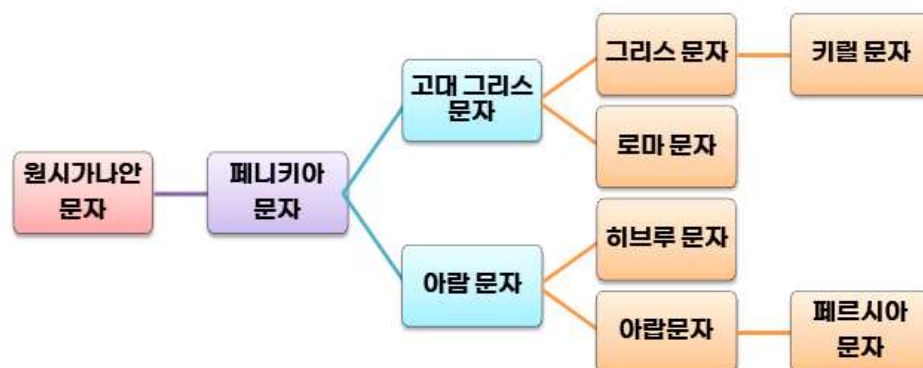 원시가나안
문자
페니키아
문자
고대 그리스
문자
아람 문자
그리스 문자
로마 문자
히브루 문자
아랍문자
키릴 문자
페르시아
문자